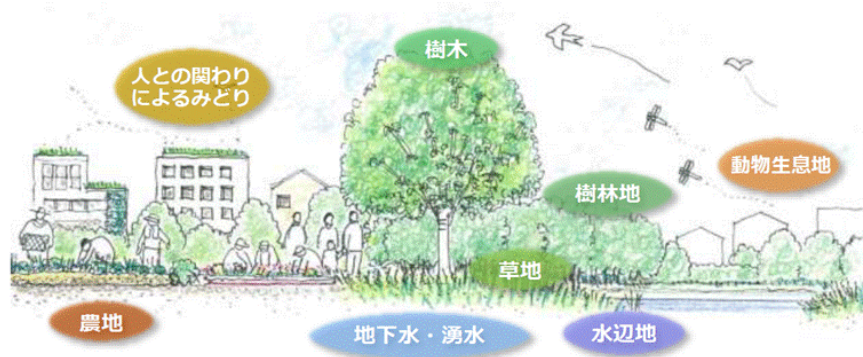 樹木
人との関わり
によるみどり
動物生息地
樹林地
草地
農地
地下水・湧水
水辺地